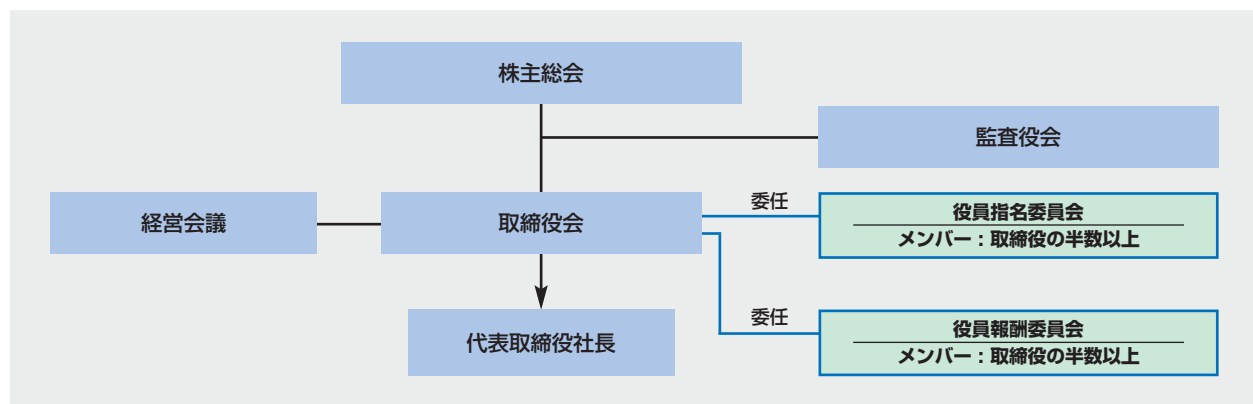 株主総会
監査役会
経営会議
取締役会
委任
役員指名委員会
メンバー：取締役の半数以上
代表取締役社長
委任
役員報酬委員会
メンバー：取締役の半数以上